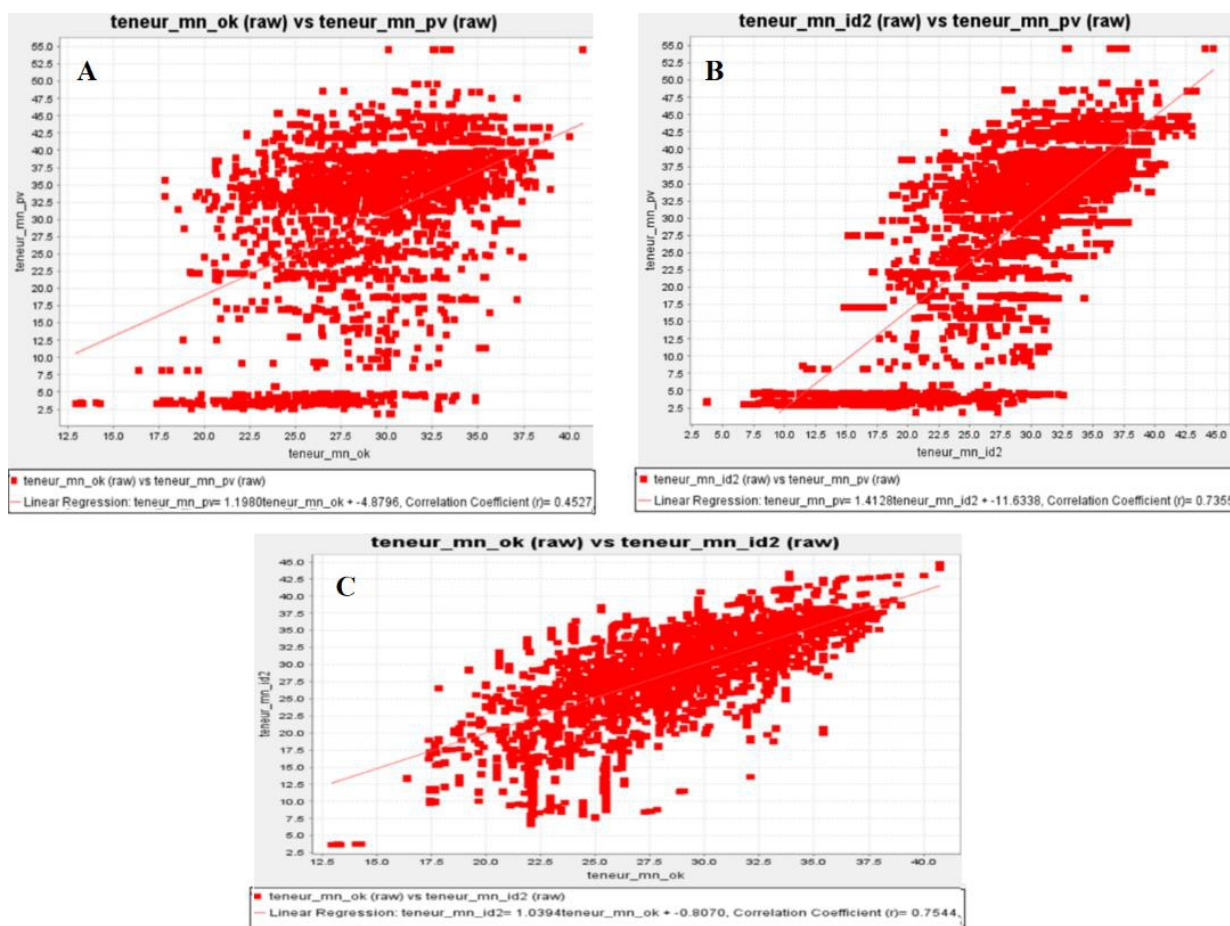 teneur_mn_ok (raw) vs teneur_mn_pv (raw)
A
55.0
52.5
50.0
47.5
45.0
42.5
40.0
37.5
35.0
32.5
30.0
27.5
25.0
22.5
20.0
17.5
15.0
12.5
10.0
7.5
5.0
2.5
teneur_mn_pv
12.5 15.0 17.5 20.0 22.5 25.0 27.5 30.0 32.5 35.0 37.5 40.0
teneur_mn_ok
teneur_mn_ok (raw) vs teneur_mn_pv (raw)
Linear Regression: teneur_mn_pv= 1.1980teneur_mn_ok + -4.8796, Correlation Coefficient (r)= 0.4527
teneur_mn_id2 (raw) vs teneur_mn_pv (raw)
B
55.0
52.5
50.0
47.5
45.0
42.5
40.0
37.5
35.0
32.5
30.0
27.5
25.0
22.5
20.0
17.5
15.0
12.5
10.0
7.5
5.0
2.5
teneur_mn_pv
2.5 5.0 7.5 10.0 12.5 15.0 17.5 20.0 22.5 25.0 27.5 30.0 32.5 35.0 37.5 40.0 42.5 45.0
teneur_mn_id2
teneur_mn_id2 (raw) vs teneur_mn_pv (raw)
Linear Regression: teneur_mn_pv= 1.4128teneur_mn_id2 + -11.6338, Correlation Coefficient (r)= 0.7355
teneur_mn_ok (raw) vs teneur_mn_id2 (raw)
C
45.0
42.5
40.0
37.5
35.0
32.5
30.0
27.5
25.0
22.5
20.0
17.5
15.0
12.5
10.0
7.5
5.0
2.5
teneur_mn_id2
12.5 15.0 17.5 20.0 22.5 25.0 27.5 30.0 32.5 35.0 37.5 40.0
teneur_mn_ok
teneur_mn_ok (raw) vs teneur_mn_id2 (raw)
Linear Regression: teneur_mn_id2= 1.0394teneur_mn_ok + -0.8070, Correlation Coefficient (r)= 0.7544